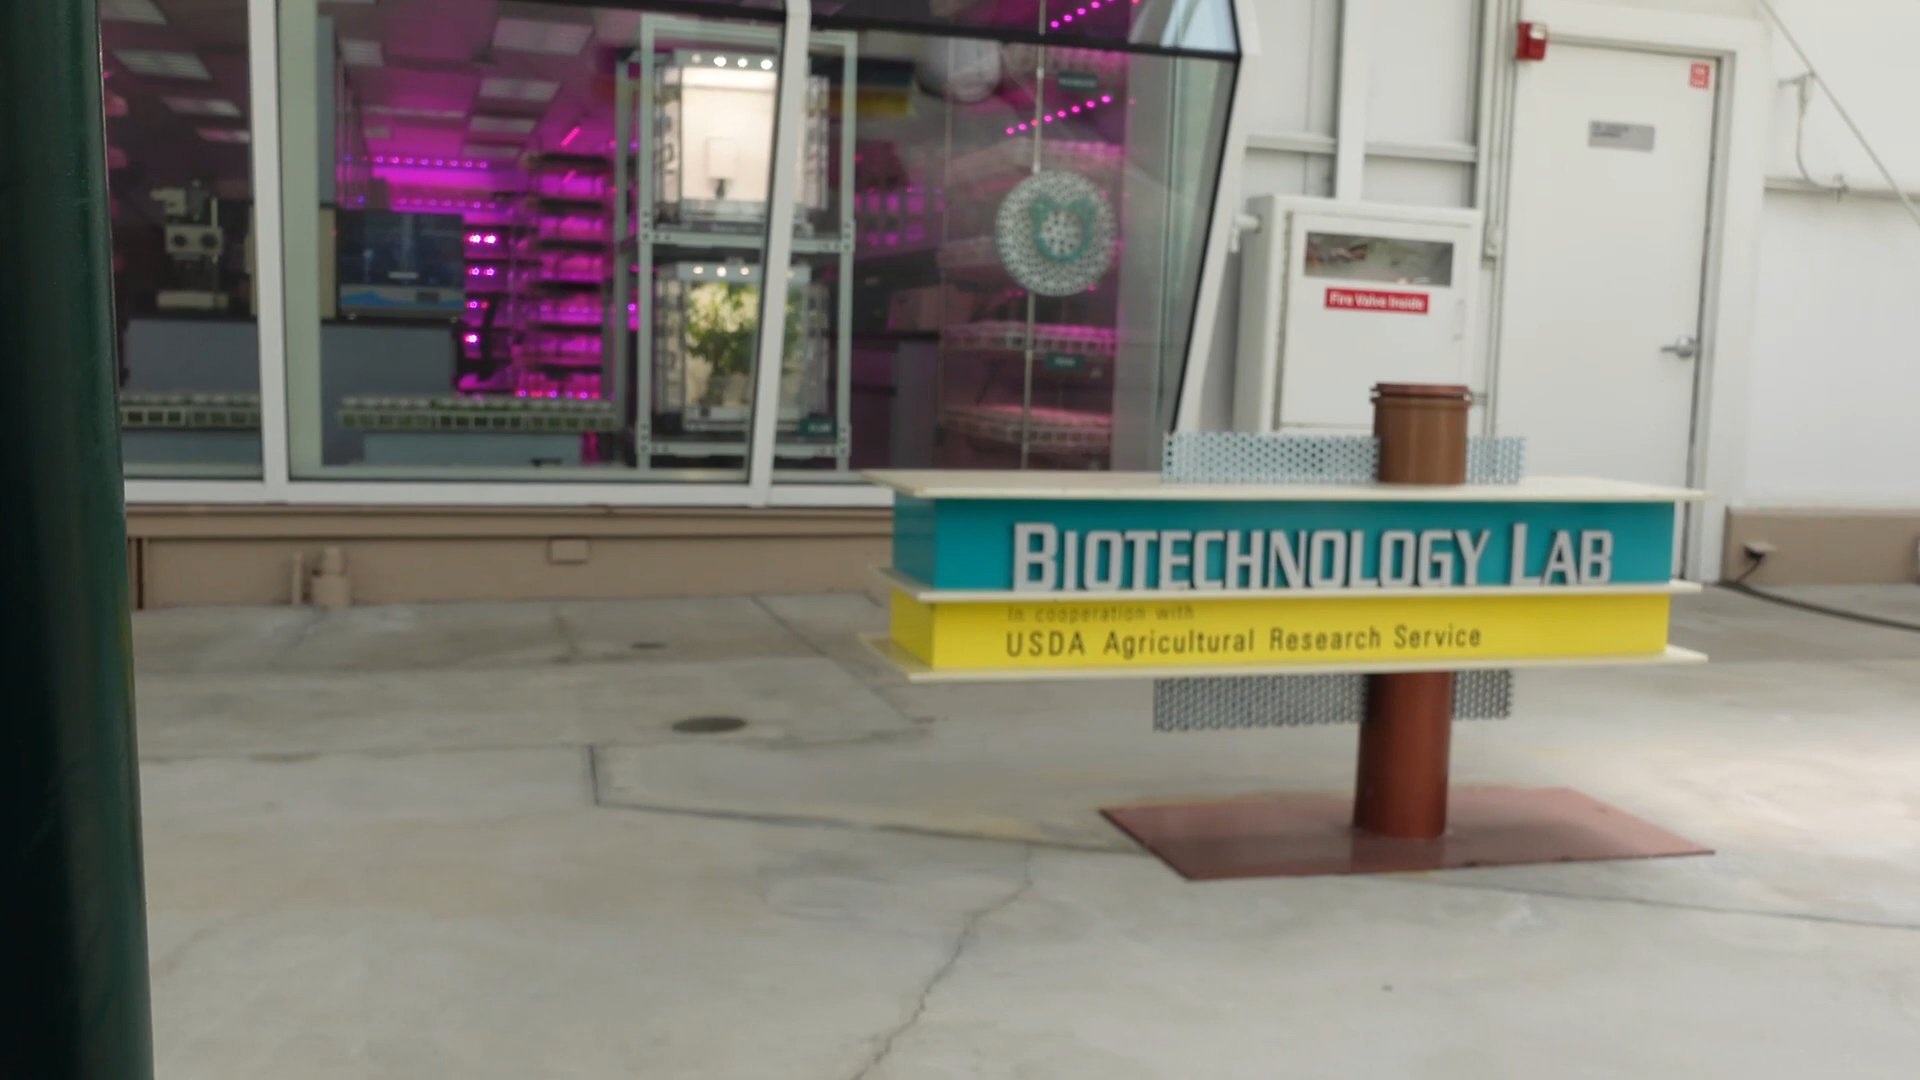 Fire Valve Inside
BIOTECHNOLOGY LAB
In cooperation with
USDA Agricultural Research Service